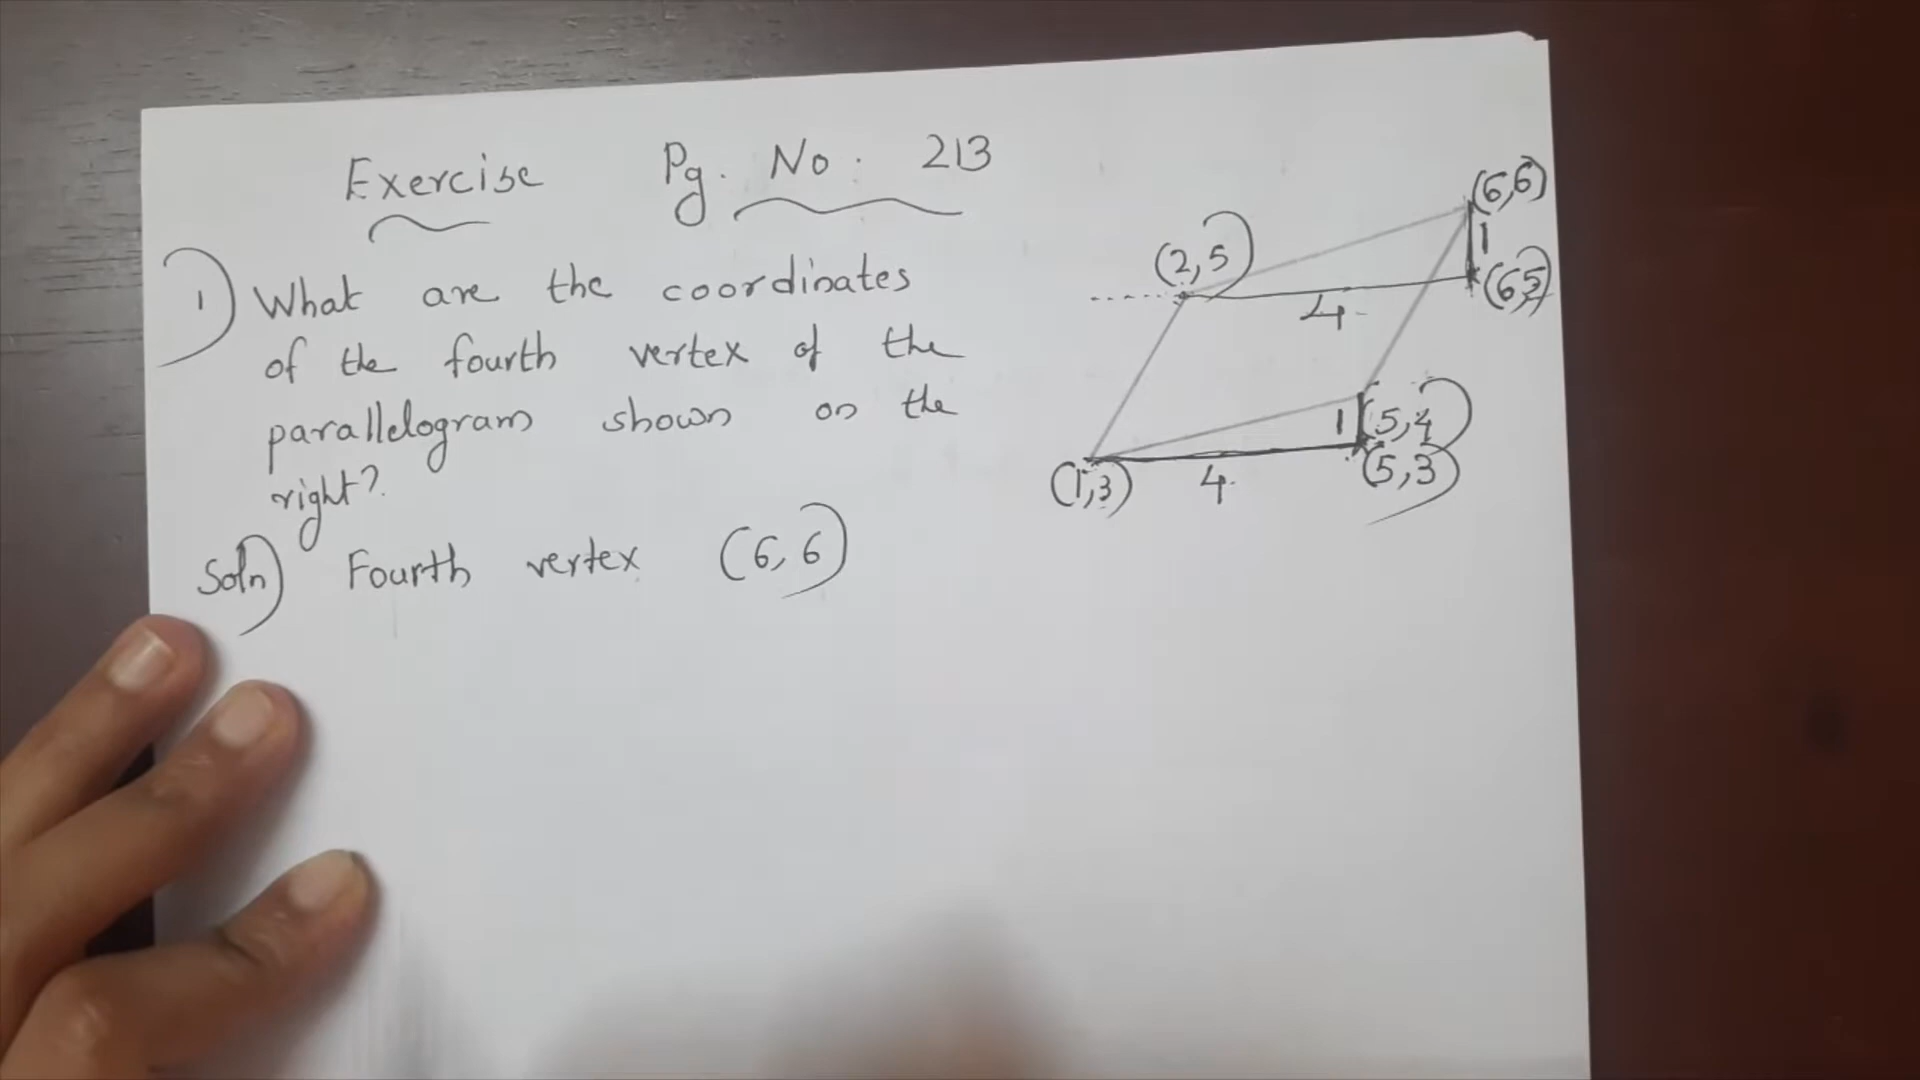 Exercise Pg. No: 213
1) What are the coordinates
of the fourth vertex of the
parallelogram shown on the
right?
Soln) Fourth vertex (6,6)
(6,6)
1
(2,5)
(6,5)
4
1 (5,4)
(1,3)
4
(5,3)